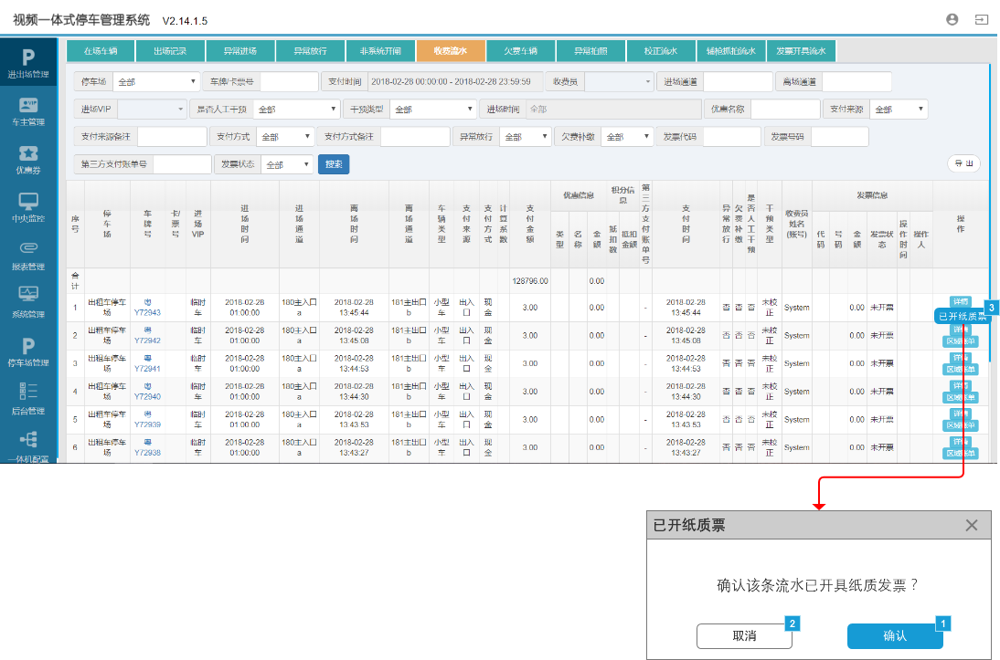 视频一体式停车管理系统 V2.14.1.5
进出场管理
车主管理
优惠券
中央监控
报表管理
系统管理
停车场管理
后台管理
一体机配置
在场车辆 出场记录 异常进场 异常放行 非系统开闸 收费流水 欠费车辆 异常拍照 校正流水 辅枪抓拍流水 发票开具流水
停车场 全部 车牌/卡票号 支付时间 2018-02-28 00:00:00 - 2018-02-28 23:59:59 收费员 进场通道 离场通道
进场VIP 是否人工干预 全部 干预类型 全部 进场时间 全部 优惠名称 支付来源 全部
支付来源备注 支付方式 全部 支付方式备注 异常放行 全部 欠费补缴 全部 发票代码 发票号码
第三方支付账单号 发票状态 全部 搜索 导 出
序号 停车场 车牌号 卡/票号 进场VIP 进场时间 进场通道 离场时间 离场通道 车辆类型 支付来源 支付方式 计算系数 支付金额 优惠信息 积分信息 第三方支付账单号 支付时间 异常放行 欠费补缴 是否人工干预 干预类型 收费员姓名(账号) 发票信息 操作
类型 名称 金额 抵扣数 抵扣金额 代码 号码 金额 发票状态 操作时间 操作人
合计 128796.00 0.00
1 出租车停车场 粤Y72943 临时车 2018-02-28 01:00:00 180主入口a 2018-02-28 13:45:44 181主出口b 小型车 出入口 现金 3.00 0.00 - 2018-02-28 13:45:44 否 否 否 未校正 System 0.00 未开票 详情
已开纸质票 3
2 出租车停车场 粤Y72942 临时车 2018-02-28 01:00:00 180主入口a 2018-02-28 13:45:08 181主出口b 小型车 出入口 现金 3.00 0.00 - 2018-02-28 13:45:08 否 否 否 未校正 System 0.00 未开票 详情 区域账单
3 出租车停车场 粤Y72941 临时车 2018-02-28 01:00:00 180主入口a 2018-02-28 13:44:53 181主出口b 小型车 出入口 现金 3.00 0.00 - 2018-02-28 13:44:53 否 否 否 未校正 System 0.00 未开票 详情 区域账单
4 出租车停车场 粤Y72940 临时车 2018-02-28 01:00:00 180主入口a 2018-02-28 13:44:30 181主出口b 小型车 出入口 现金 3.00 0.00 - 2018-02-28 13:44:30 否 否 否 未校正 System 0.00 未开票 详情 区域账单
5 出租车停车场 粤Y72939 临时车 2018-02-28 01:00:00 180主入口a 2018-02-28 13:43:53 181主出口b 小型车 出入口 现金 3.00 0.00 - 2018-02-28 13:43:53 否 否 否 未校正 System 0.00 未开票 详情 区域账单
6 出租车停车场 粤Y72938 临时车 2018-02-28 01:00:00 180主入口a 2018-02-28 13:43:27 181主出口b 小型车 出入口 现金 3.00 0.00 - 2018-02-28 13:43:27 否 否 否 未校正 System 0.00 未开票 详情 区域账单
已开纸质票
确认该条流水已开具纸质发票？
取消 2 确认 1